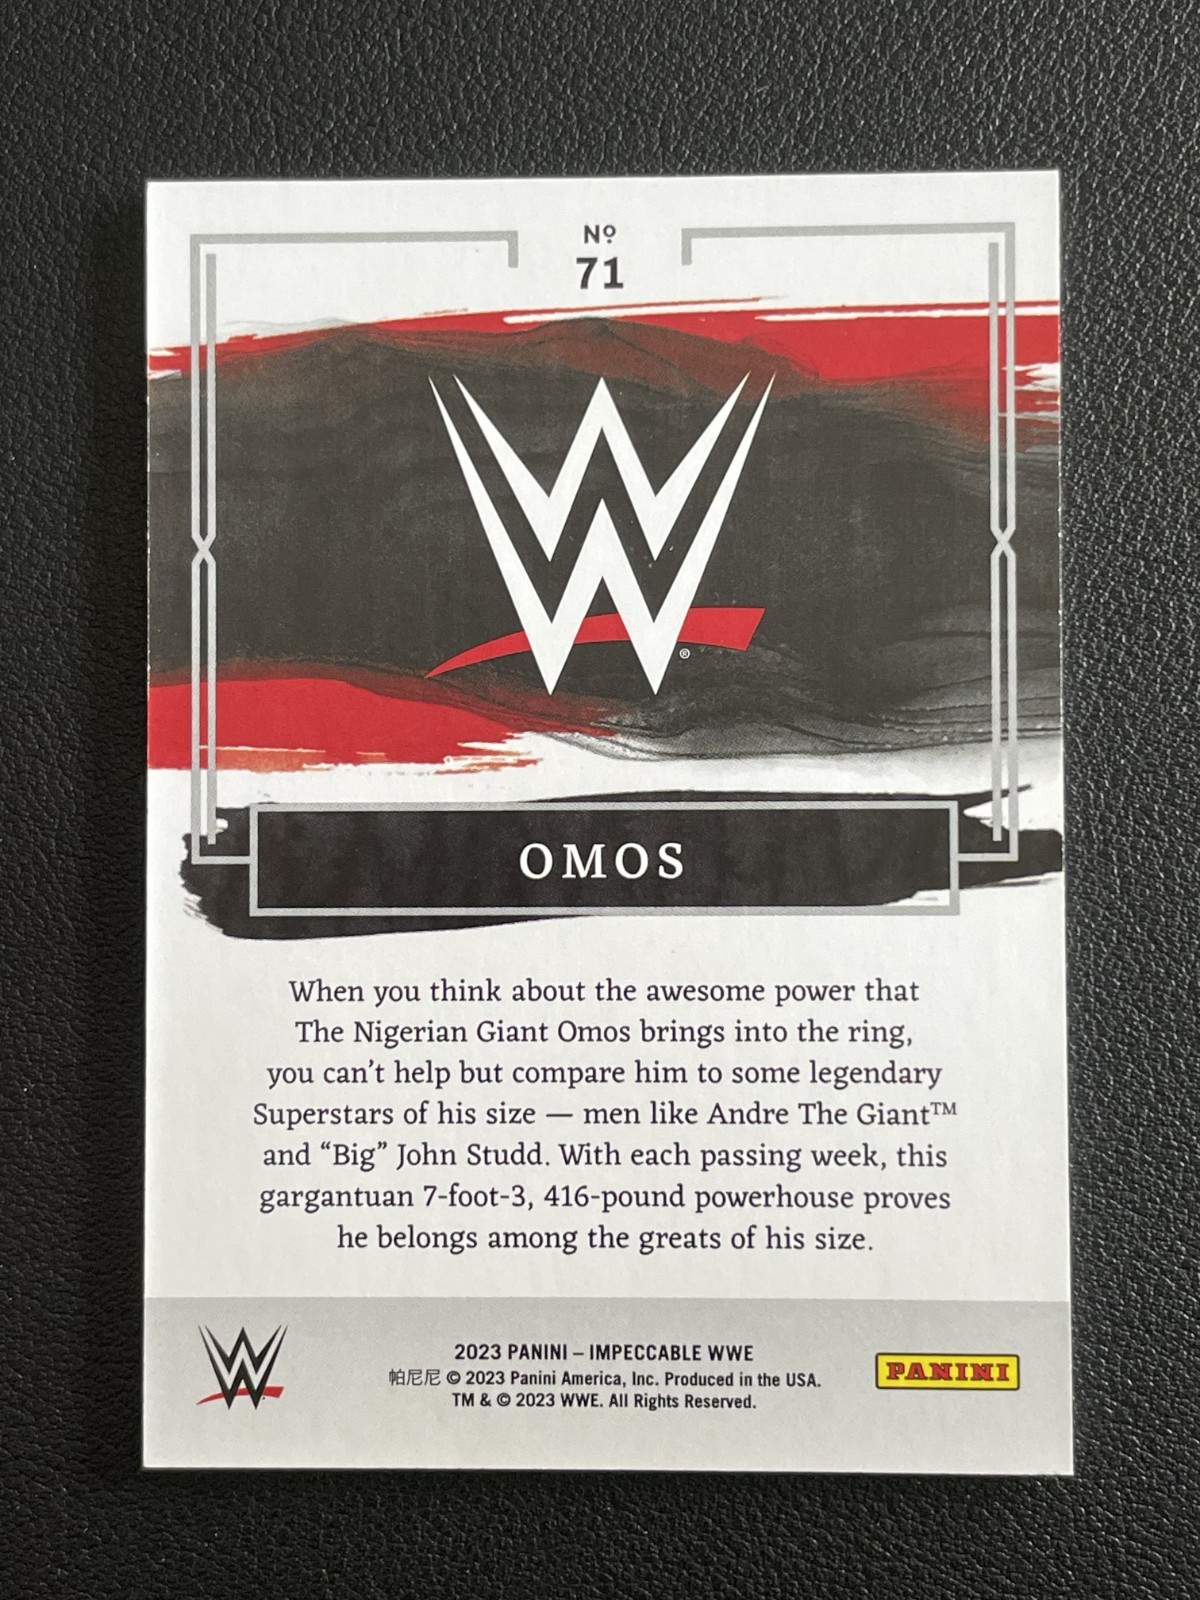 Nº
71
W
®
OMOS
When you think about the awesome power that
The Nigerian Giant Omos brings into the ring,
you can’t help but compare him to some legendary
Superstars of his size — men like Andre The Giant™
and “Big” John Studd. With each passing week, this
gargantuan 7-foot-3, 416-pound powerhouse proves
he belongs among the greats of his size.
W
2023 PANINI – IMPECCABLE WWE
帕尼尼 © 2023 Panini America, Inc. Produced in the USA.
TM & © 2023 WWE. All Rights Reserved.
PANINI